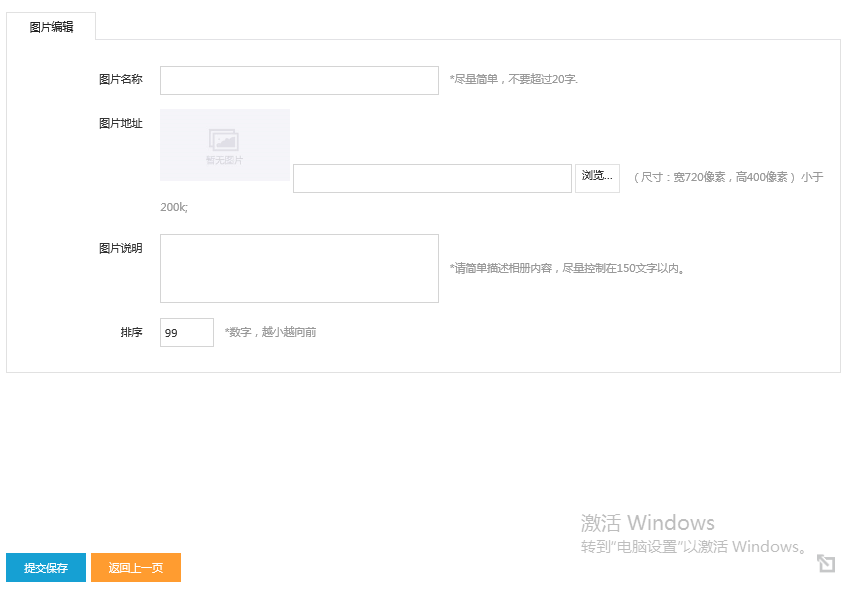 图片编辑
图片名称 *尽量简单，不要超过20字.
图片地址
暂无图片
浏览... （尺寸：宽720像素，高400像素） 小于
200k;
图片说明 *请简单描述相册内容，尽量控制在150文字以内。
排序 99 *数字，越小越向前
激活 Windows
转到"电脑设置"以激活 Windows。
提交保存 返回上一页